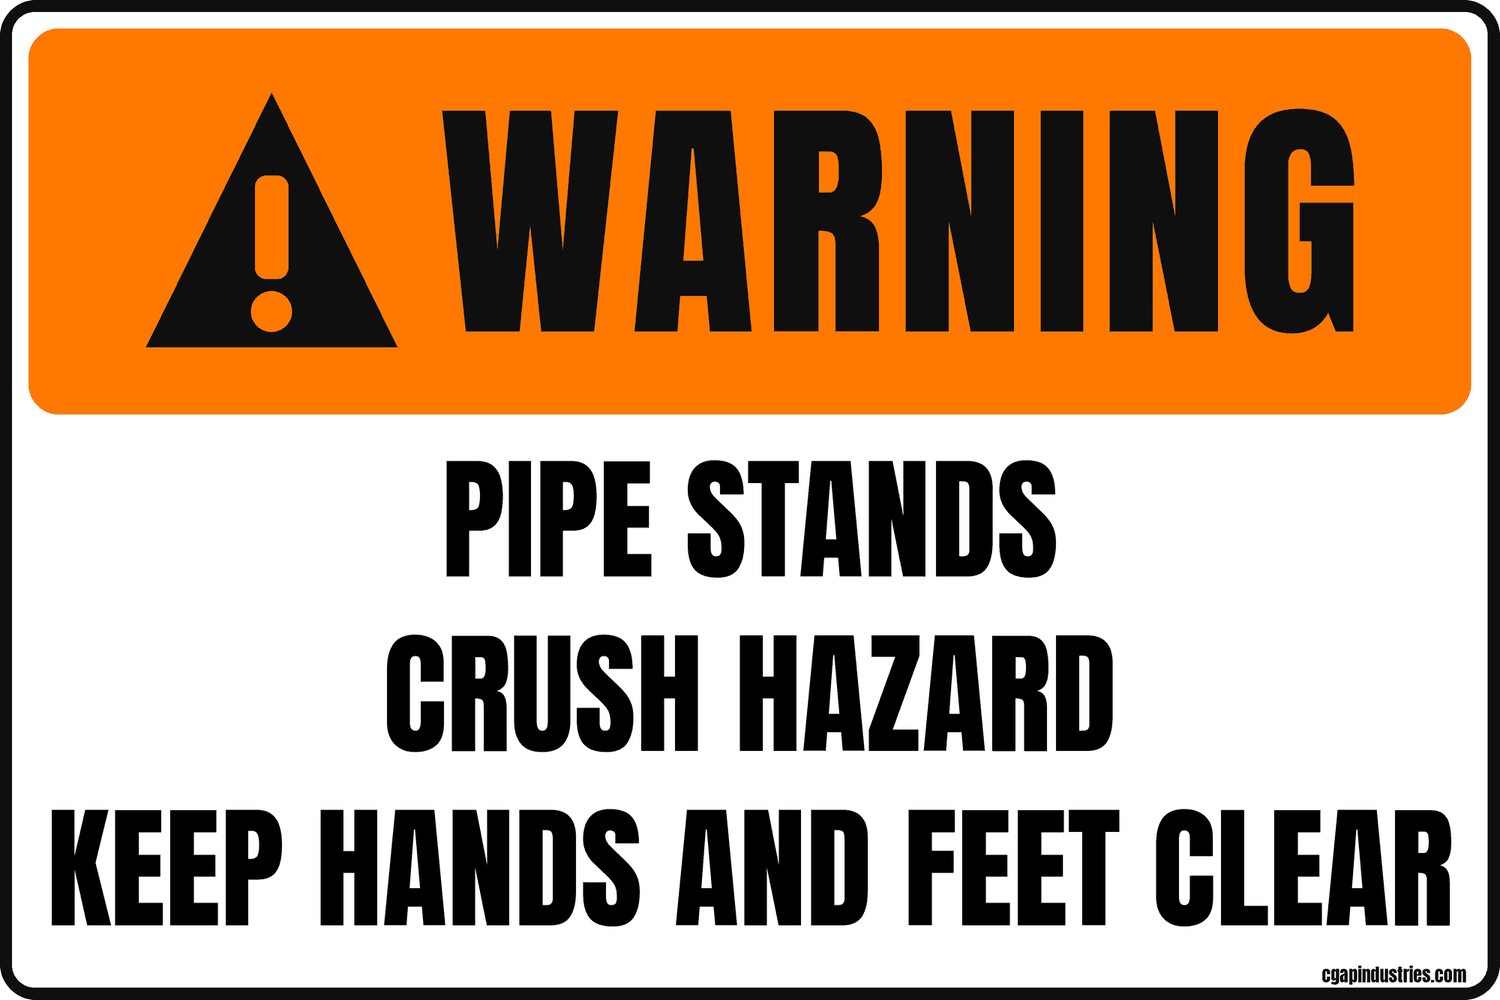 WARNING
PIPE STANDS
CRUSH HAZARD
KEEP HANDS AND FEET CLEAR
cgapindustries.com